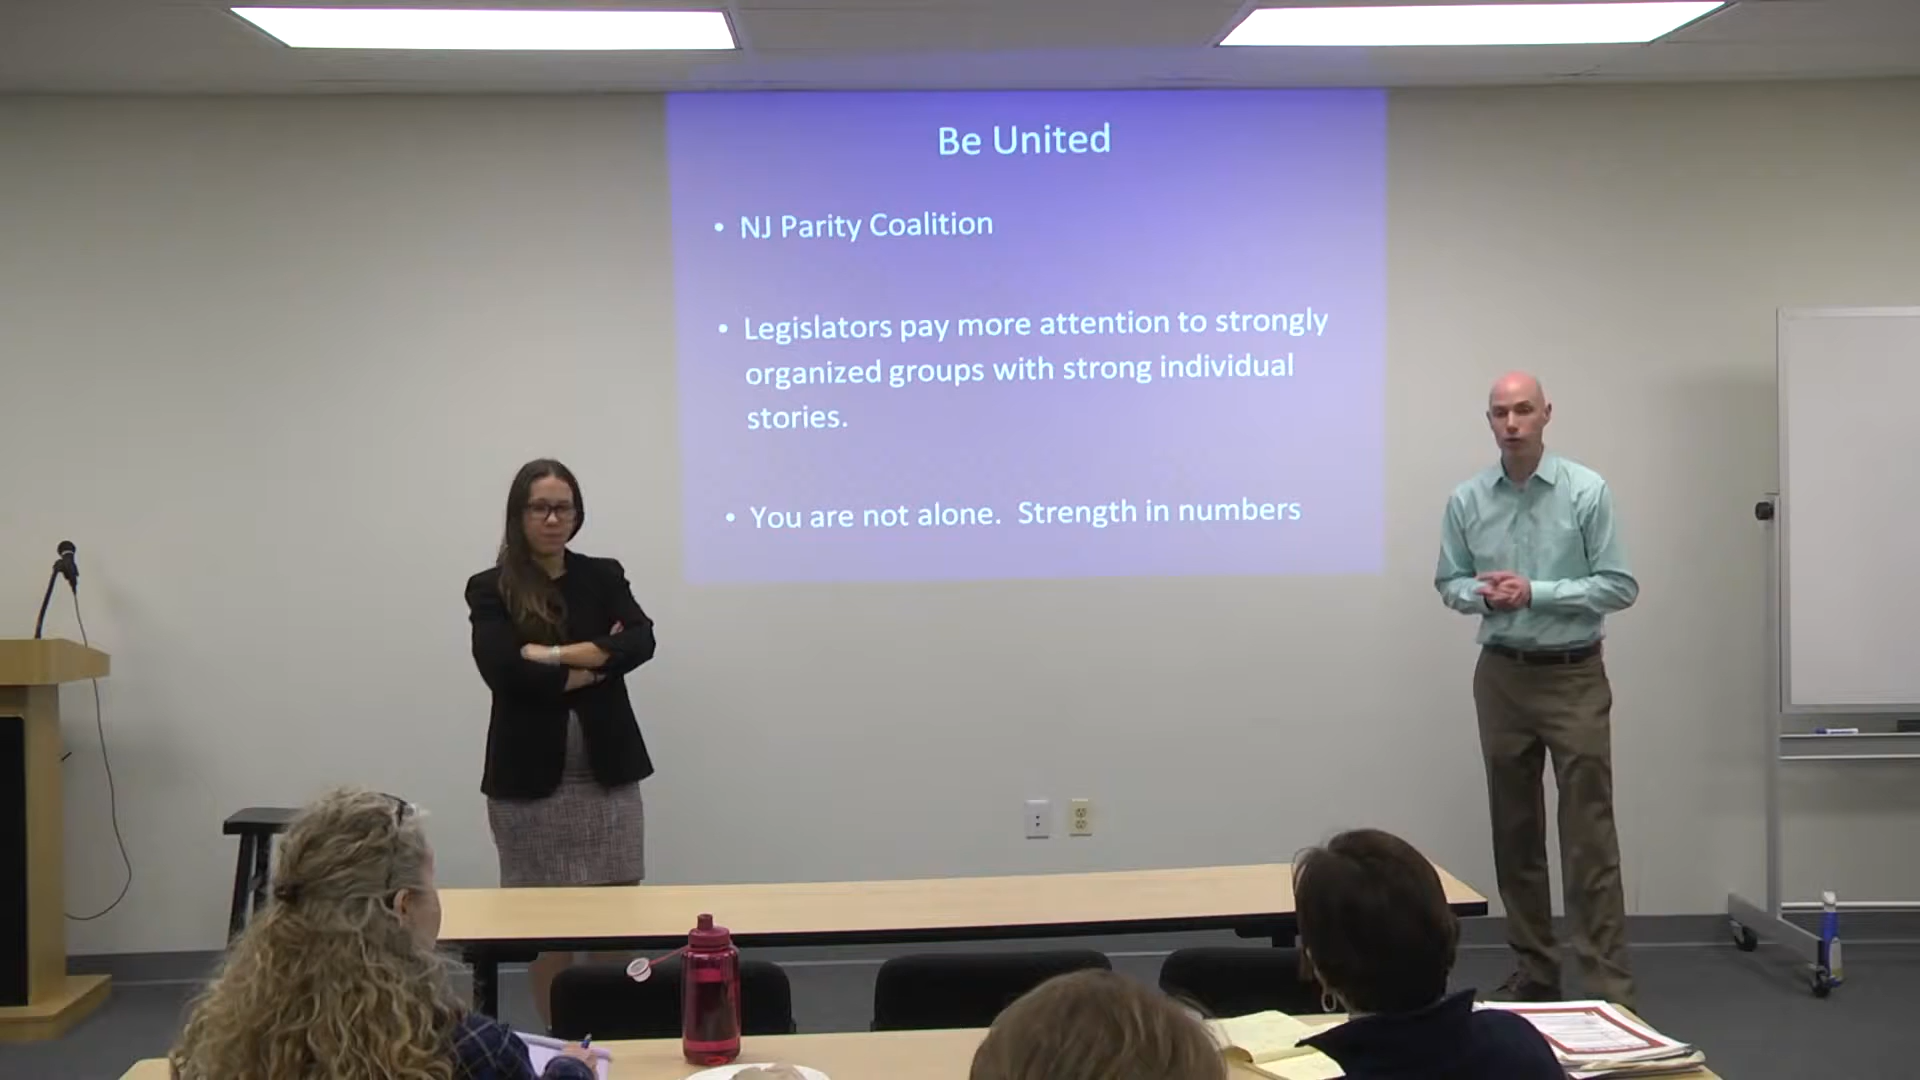 Be United
• NJ Parity Coalition
• Legislators pay more attention to strongly
organized groups with strong individual
stories.
• You are not alone.  Strength in numbers